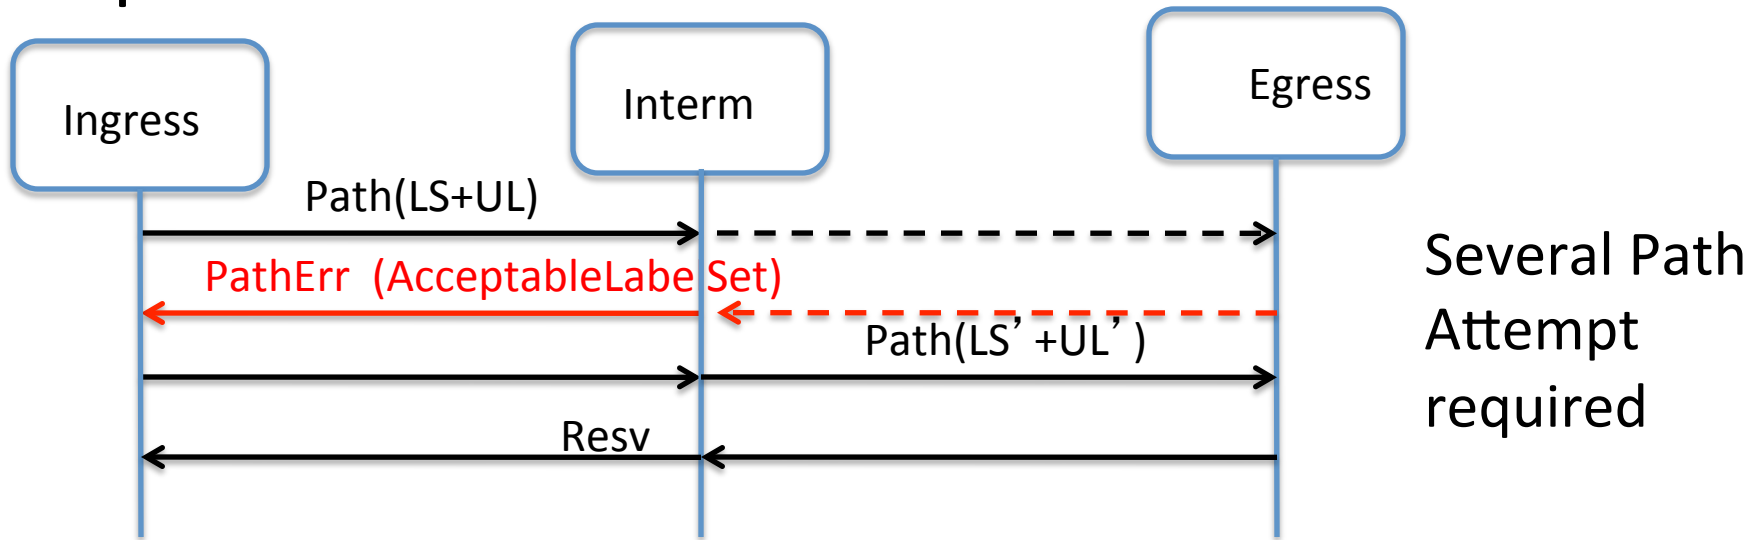 Ingress
Interm
Egress
Path(LS+UL)
PathErr (AcceptableLabe Set)
Path(LS’ +UL’ )
Resv
Several Path
Attempt
required